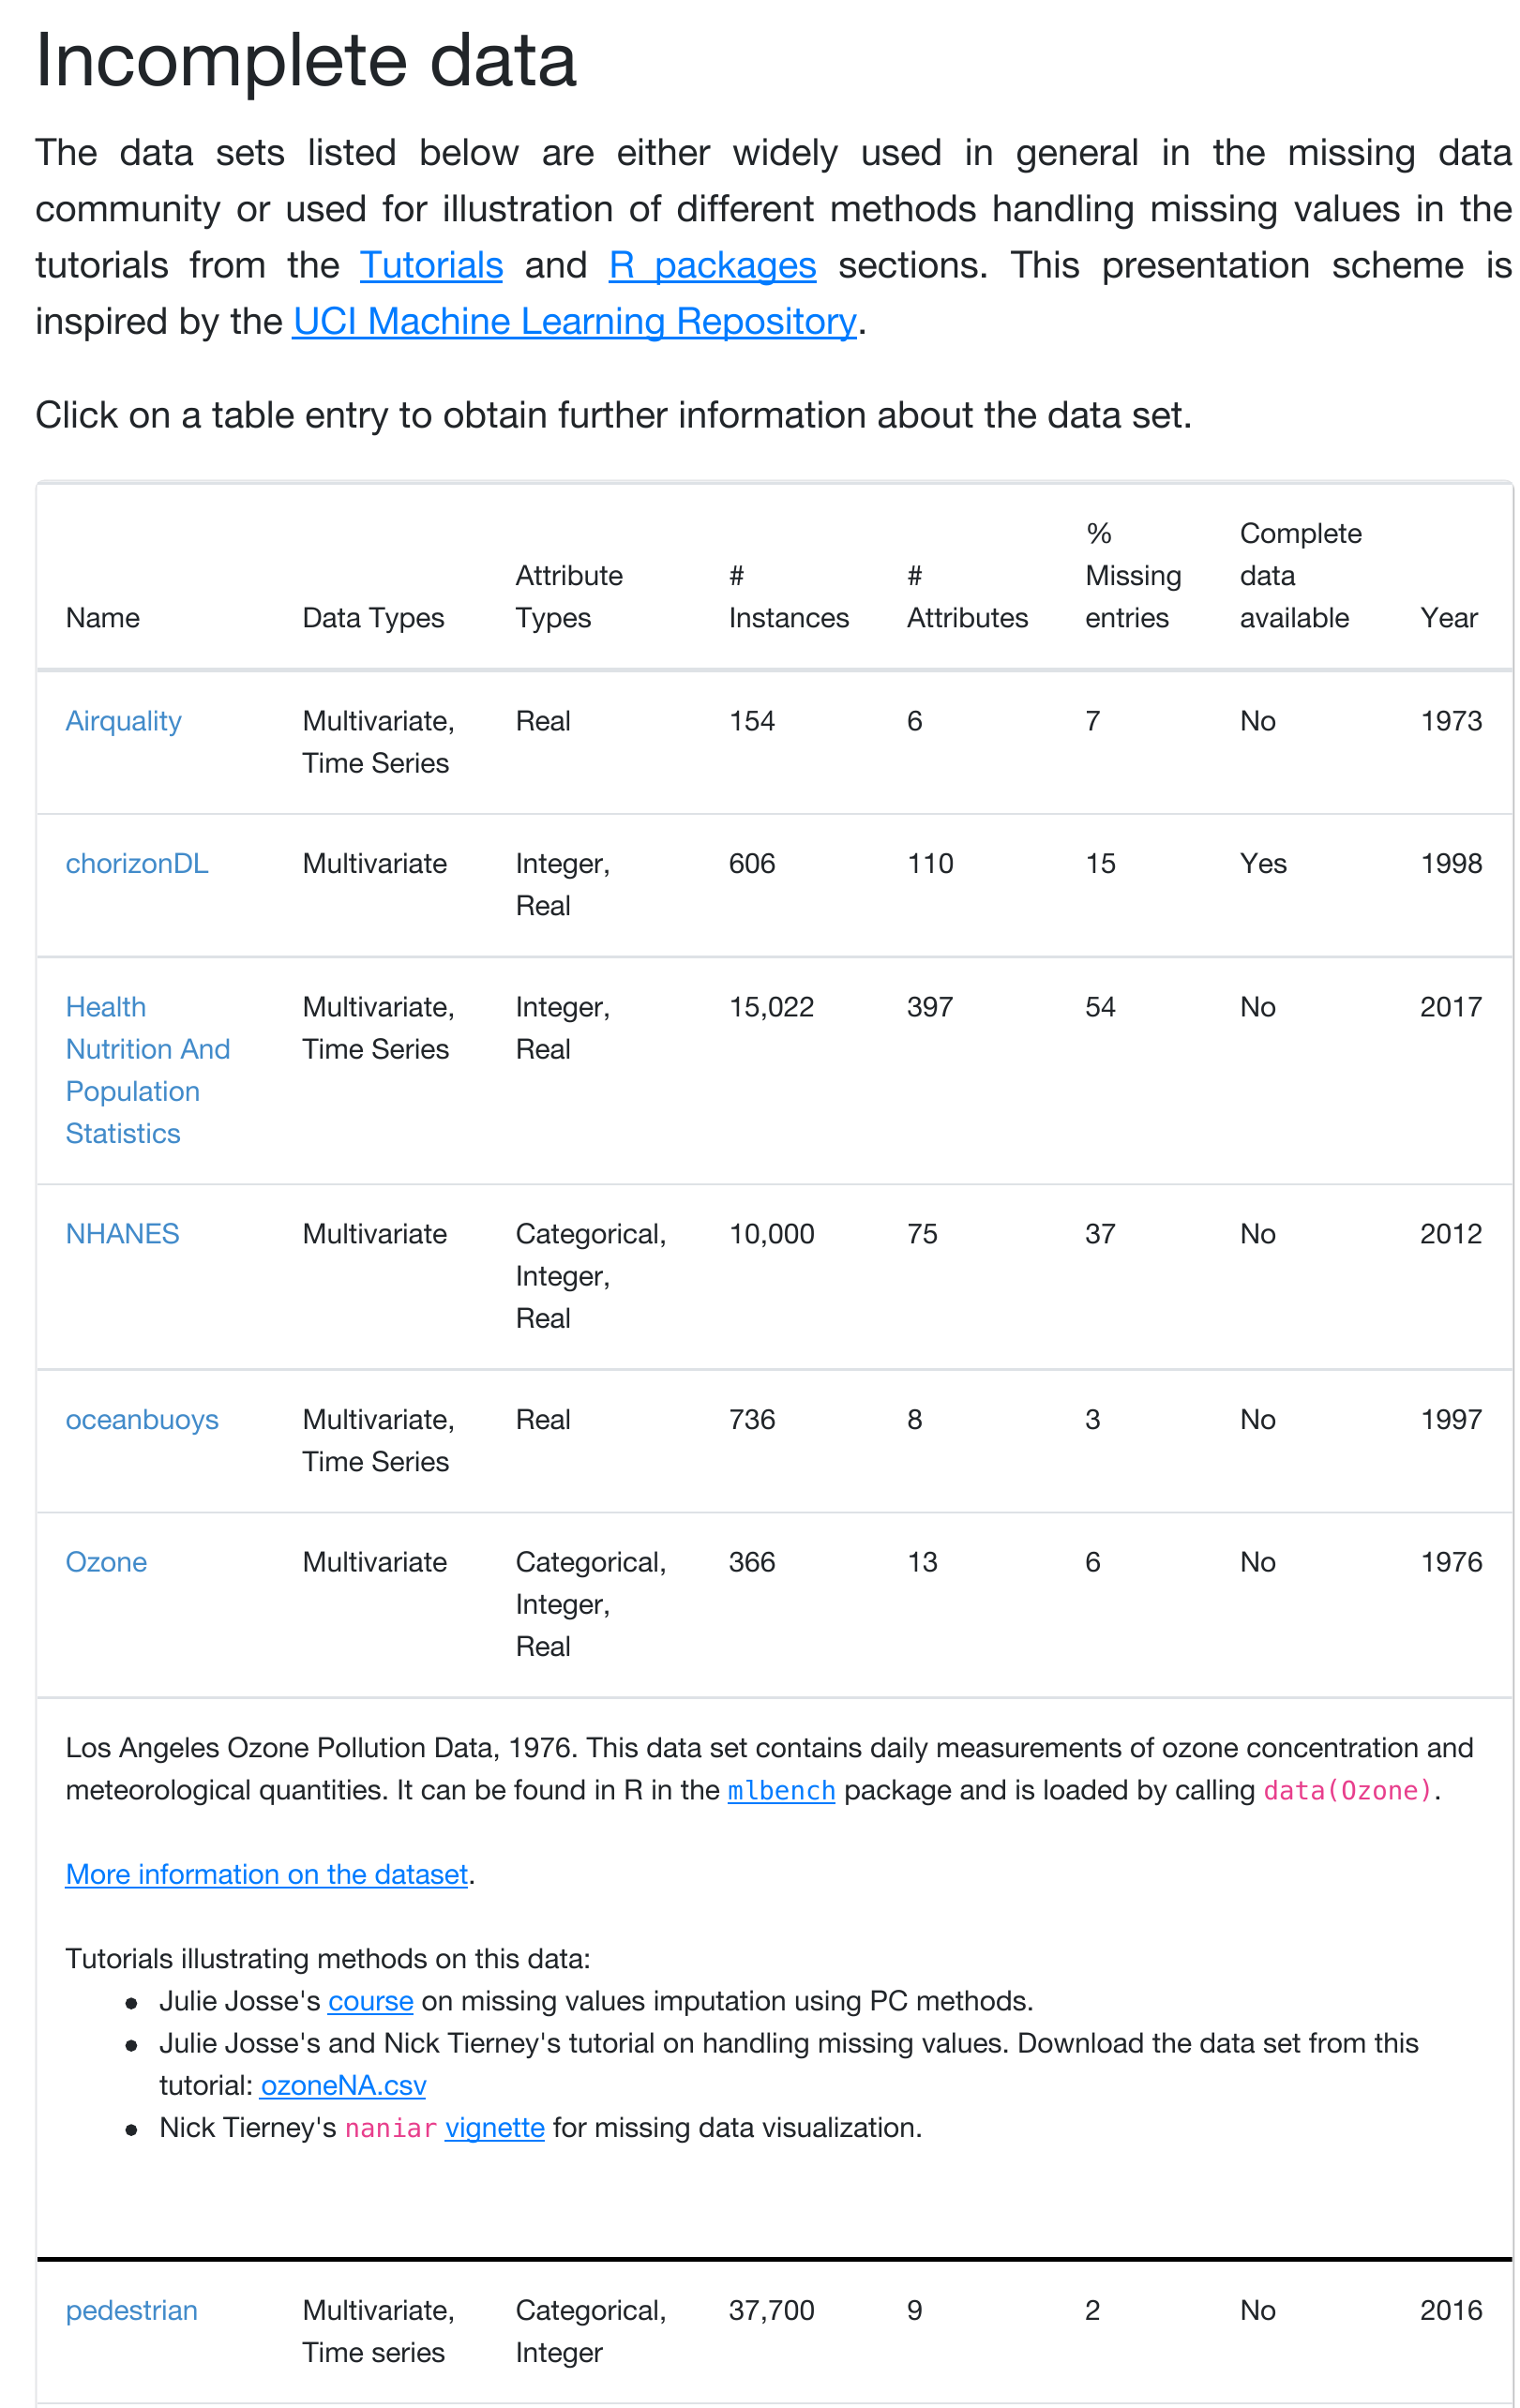 Incomplete data
The data sets listed below are either widely used in general in the missing data
community or used for illustration of different methods handling missing values in the
tutorials from the Tutorials and R packages sections. This presentation scheme is
inspired by the UCI Machine Learning Repository.
Click on a table entry to obtain further information about the data set.
Name Data Types Attribute Types # Instances # Attributes % Missing entries Complete data available Year
Airquality Multivariate, Real 154 6 7 No 1973
Time Series
chorizonDL Multivariate Integer, 606 110 15 Yes 1998
Real
Health Multivariate, Integer, 15,022 397 54 No 2017
Nutrition And Time Series Real
Population
Statistics
NHANES Multivariate Categorical, 10,000 75 37 No 2012
Integer,
Real
oceanbuoys Multivariate, Real 736 8 3 No 1997
Time Series
Ozone Multivariate Categorical, 366 13 6 No 1976
Integer,
Real
Los Angeles Ozone Pollution Data, 1976. This data set contains daily measurements of ozone concentration and
meteorological quantities. It can be found in R in the mlbench package and is loaded by calling data(Ozone).
More information on the dataset.
Tutorials illustrating methods on this data:
● Julie Josse's course on missing values imputation using PC methods.
● Julie Josse's and Nick Tierney's tutorial on handling missing values. Download the data set from this
tutorial: ozoneNA.csv
● Nick Tierney's naniar vignette for missing data visualization.
pedestrian Multivariate, Categorical, 37,700 9 2 No 2016
Time series Integer